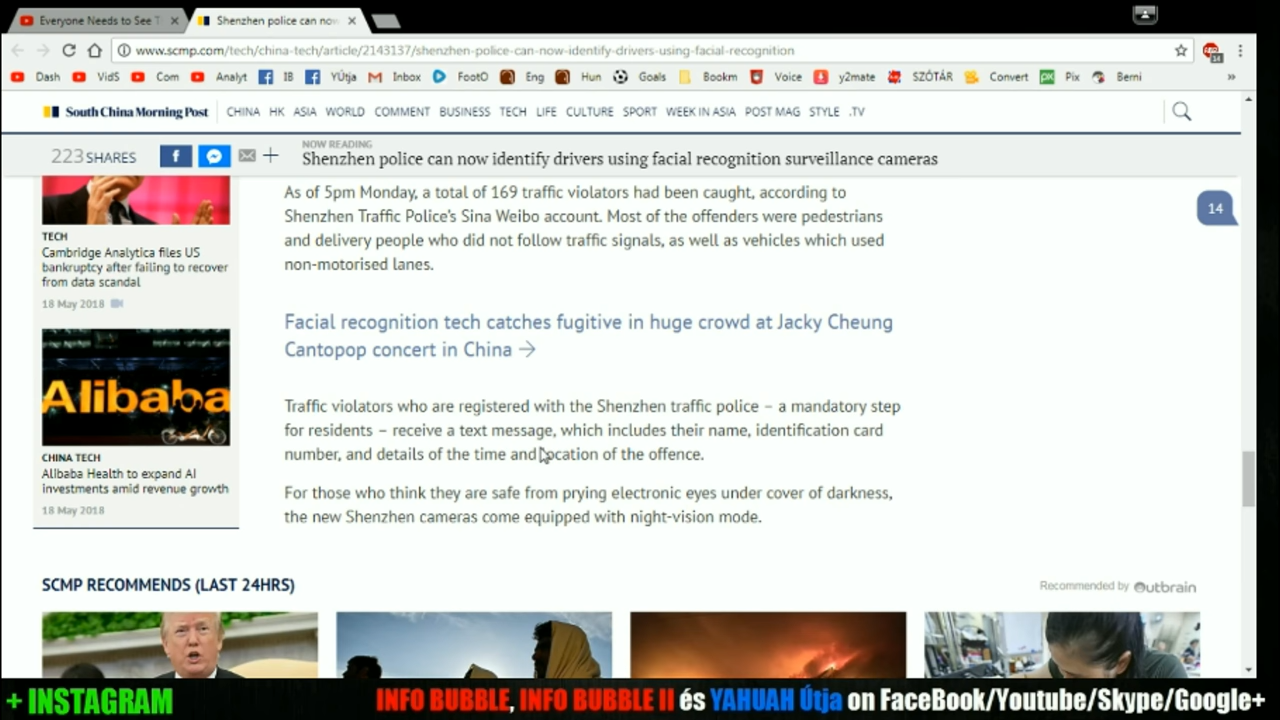 Everyone Needs to See T
Shenzhen police can now
www.scmp.com/tech/china-tech/article/2143137/shenzhen-police-can-now-identify-drivers-using-facial-recognition
14
Dash VidS Com Analyt IB YÚtja Inbox FootO Eng Hun Goals Bookm Voice y2mate SZÓTÁR Convert Pix Berni »
South China Morning Post CHINA HK ASIA WORLD COMMENT BUSINESS TECH LIFE CULTURE SPORT WEEK IN ASIA POST MAG STYLE .TV
223 SHARES
NOW READING
Shenzhen police can now identify drivers using facial recognition surveillance cameras
14
TECH
Cambridge Analytica files US
bankruptcy after failing to recover
from data scandal
18 May 2018
Alibaba
CHINA TECH
Alibaba Health to expand AI
investments amid revenue growth
18 May 2018
As of 5pm Monday, a total of 169 traffic violators had been caught, according to
Shenzhen Traffic Police's Sina Weibo account. Most of the offenders were pedestrians
and delivery people who did not follow traffic signals, as well as vehicles which used
non-motorised lanes.
Facial recognition tech catches fugitive in huge crowd at Jacky Cheung
Cantopop concert in China →
Traffic violators who are registered with the Shenzhen traffic police – a mandatory step
for residents – receive a text message, which includes their name, identification card
number, and details of the time and location of the offence.
For those who think they are safe from prying electronic eyes under cover of darkness,
the new Shenzhen cameras come equipped with night-vision mode.
SCMP RECOMMENDS (LAST 24HRS)
Recommended by Outbrain
+ INSTAGRAM INFO BUBBLE, INFO BUBBLE II és YAHUAH Útja on FaceBook/Youtube/Skype/Google+